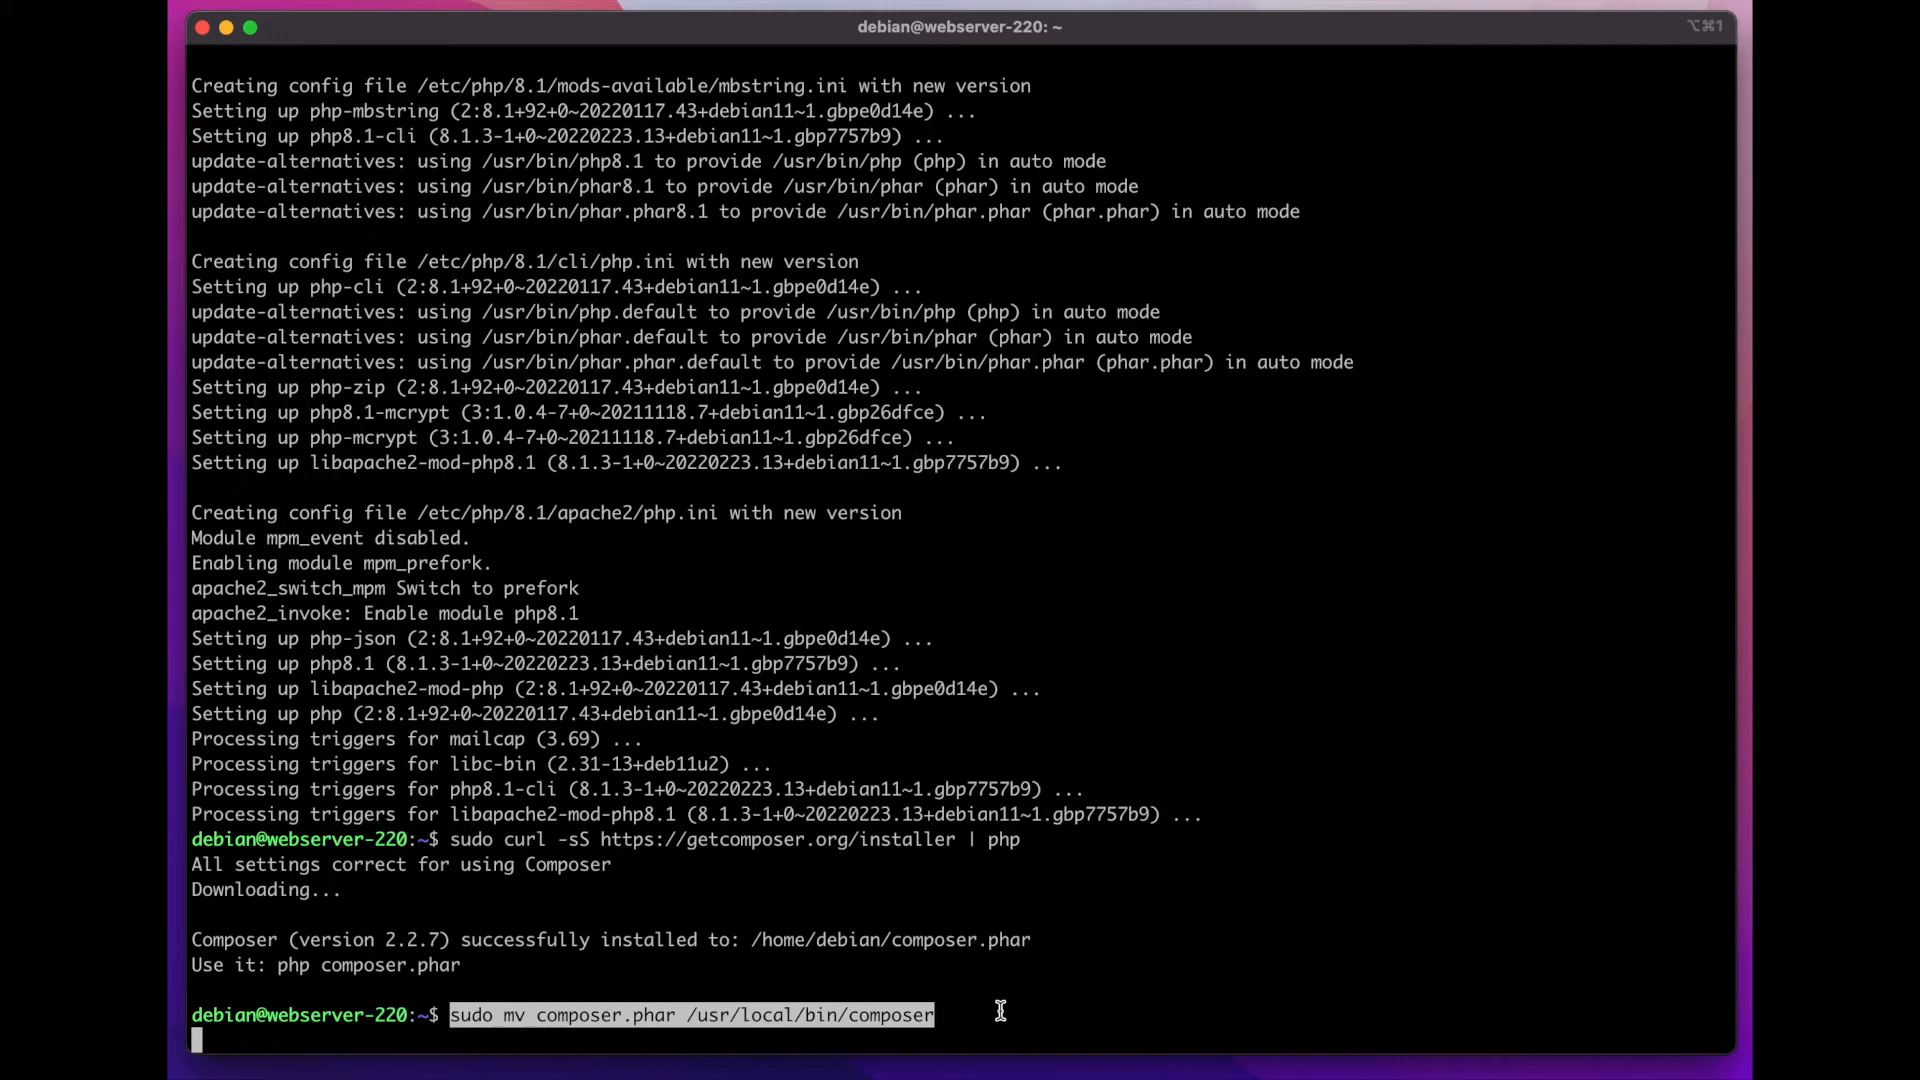 debian@webserver-220: ~
⌥⌘1
Creating config file /etc/php/8.1/mods-available/mbstring.ini with new version
Setting up php-mbstring (2:8.1+92+0~20220117.43+debian11~1.gbpe0d14e) ...
Setting up php8.1-cli (8.1.3-1+0~20220223.13+debian11~1.gbp7757b9) ...
update-alternatives: using /usr/bin/php8.1 to provide /usr/bin/php (php) in auto mode
update-alternatives: using /usr/bin/phar8.1 to provide /usr/bin/phar (phar) in auto mode
update-alternatives: using /usr/bin/phar.phar8.1 to provide /usr/bin/phar.phar (phar.phar) in auto mode
Creating config file /etc/php/8.1/cli/php.ini with new version
Setting up php-cli (2:8.1+92+0~20220117.43+debian11~1.gbpe0d14e) ...
update-alternatives: using /usr/bin/php.default to provide /usr/bin/php (php) in auto mode
update-alternatives: using /usr/bin/phar.default to provide /usr/bin/phar (phar) in auto mode
update-alternatives: using /usr/bin/phar.phar.default to provide /usr/bin/phar.phar (phar.phar) in auto mode
Setting up php-zip (2:8.1+92+0~20220117.43+debian11~1.gbpe0d14e) ...
Setting up php8.1-mcrypt (3:1.0.4-7+0~20211118.7+debian11~1.gbp26dfce) ...
Setting up php-mcrypt (3:1.0.4-7+0~20211118.7+debian11~1.gbp26dfce) ...
Setting up libapache2-mod-php8.1 (8.1.3-1+0~20220223.13+debian11~1.gbp7757b9) ...
Creating config file /etc/php/8.1/apache2/php.ini with new version
Module mpm_event disabled.
Enabling module mpm_prefork.
apache2_switch_mpm Switch to prefork
apache2_invoke: Enable module php8.1
Setting up php-json (2:8.1+92+0~20220117.43+debian11~1.gbpe0d14e) ...
Setting up php8.1 (8.1.3-1+0~20220223.13+debian11~1.gbp7757b9) ...
Setting up libapache2-mod-php (2:8.1+92+0~20220117.43+debian11~1.gbpe0d14e) ...
Setting up php (2:8.1+92+0~20220117.43+debian11~1.gbpe0d14e) ...
Processing triggers for mailcap (3.69) ...
Processing triggers for libc-bin (2.31-13+deb11u2) ...
Processing triggers for php8.1-cli (8.1.3-1+0~20220223.13+debian11~1.gbp7757b9) ...
Processing triggers for libapache2-mod-php8.1 (8.1.3-1+0~20220223.13+debian11~1.gbp7757b9) ...
debian@webserver-220:~$ sudo curl -sS https://getcomposer.org/installer | php
All settings correct for using Composer
Downloading...
Composer (version 2.2.7) successfully installed to: /home/debian/composer.phar
Use it: php composer.phar
debian@webserver-220:~$ sudo mv composer.phar /usr/local/bin/composer